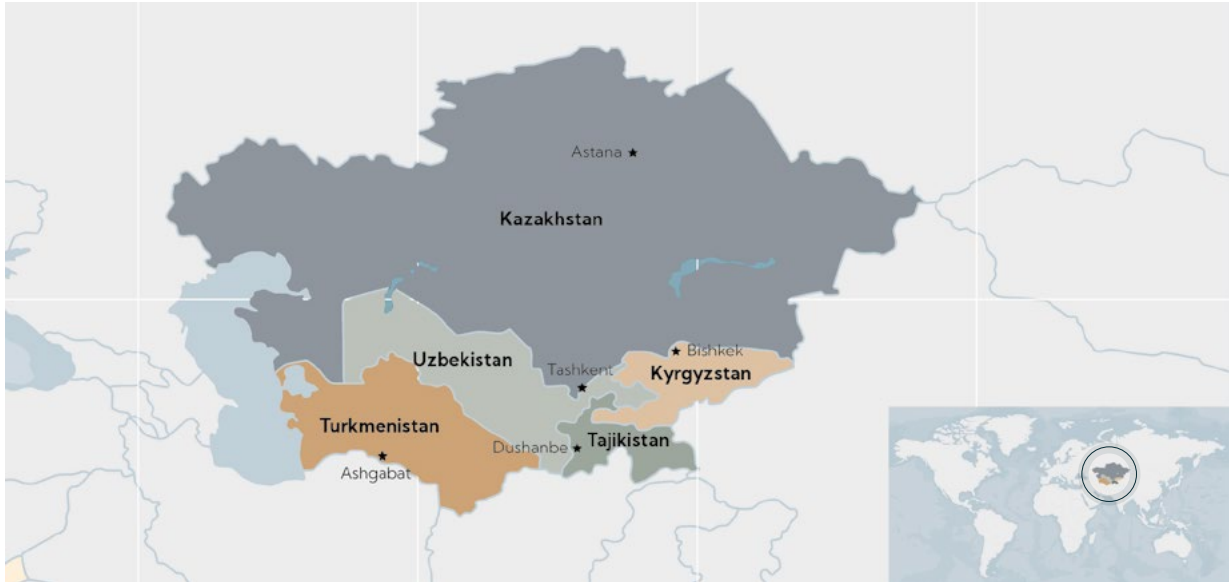 Astana
Kazakhstan
Bishkek
Uzbekistan
Tashkent
Kyrgyzstan
Turkmenistan
Dushanbe
Tajikistan
Ashgabat